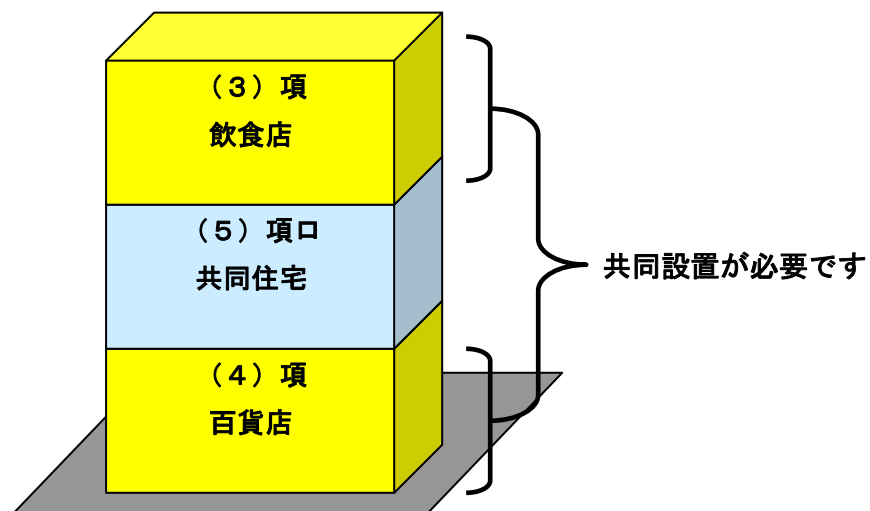 （３）項
飲食店
（５）項ロ
共同住宅
共同設置が必要です
（４）項
百貨店